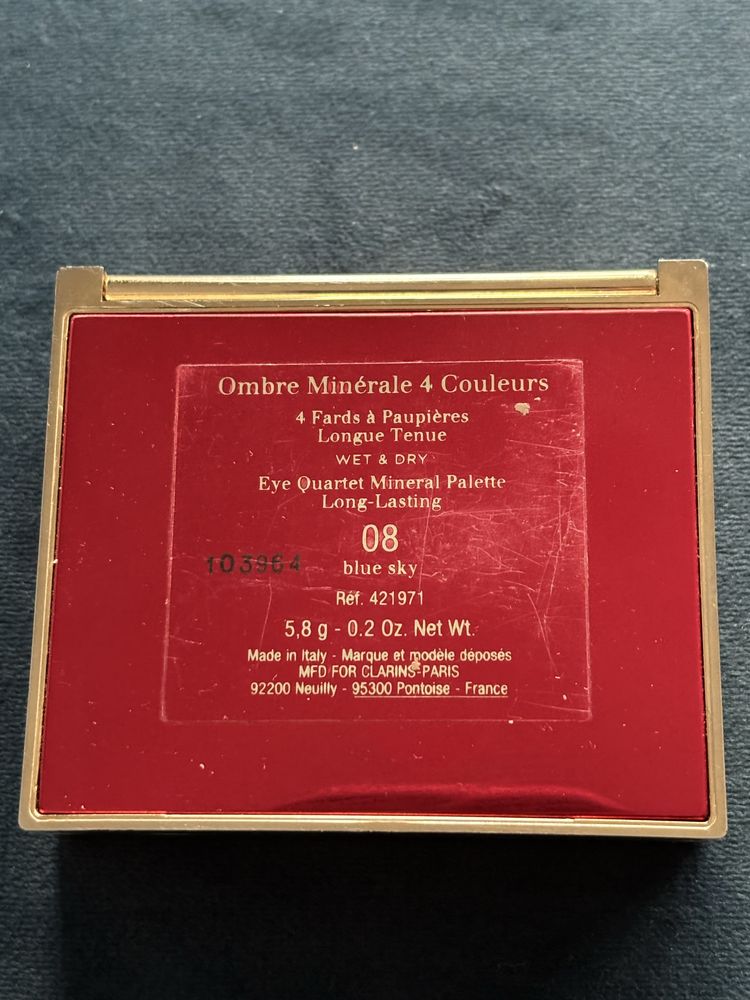 Ombre Minérale 4 Couleurs
4 Fards à Paupières
Longue Tenue
WET & DRY
Eye Quartet Mineral Palette
Long-Lasting
08
103964
blue sky
Réf. 421971
5,8 g - 0.2 Oz. Net Wt.
Made in Italy - Marque et modèle déposés
MFD FOR CLARINS-PARIS
92200 Neuilly - 95300 Pontoise - France